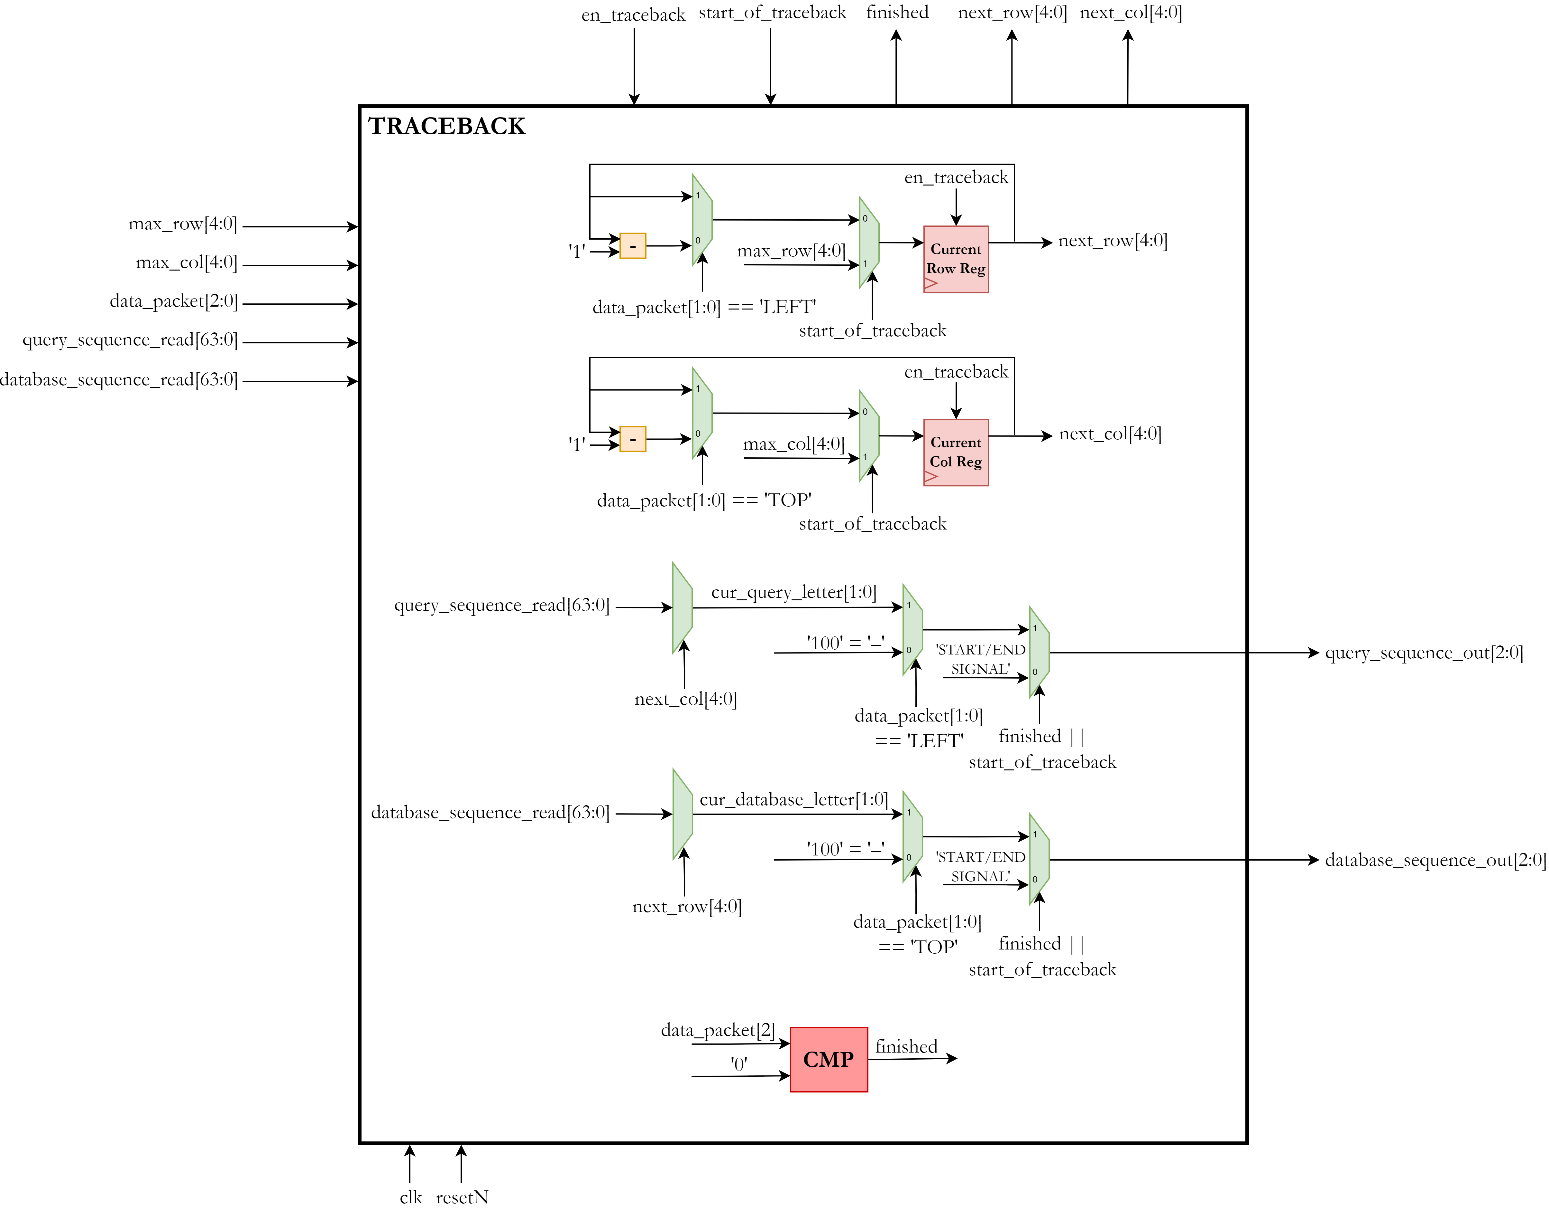 en_traceback
start_of_traceback
finished
next_row[4:0]
next_col[4:0]
TRACEBACK
max_row[4:0]
max_col[4:0]
data_packet[2:0]
query_sequence_read[63:0]
database_sequence_read[63:0]
en_traceback
1
0
'1'
-
0
max_row[4:0]
1
Current
Row Reg
next_row[4:0]
data_packet[1:0] == 'LEFT'
start_of_traceback
en_traceback
1
0
'1'
-
0
max_col[4:0]
1
Current
Col Reg
next_col[4:0]
data_packet[1:0] == 'TOP'
start_of_traceback
query_sequence_read[63:0]
cur_query_letter[1:0]
1
'100' = '–'
0
'START/END
SIGNAL'
1
0
query_sequence_out[2:0]
next_col[4:0]
data_packet[1:0]
== 'LEFT'
finished ||
start_of_traceback
database_sequence_read[63:0]
cur_database_letter[1:0]
1
'100' = '–'
0
'START/END
SIGNAL'
1
0
database_sequence_out[2:0]
next_row[4:0]
data_packet[1:0]
== 'TOP'
finished ||
start_of_traceback
data_packet[2]
'0'
CMP
finished
clk
resetN